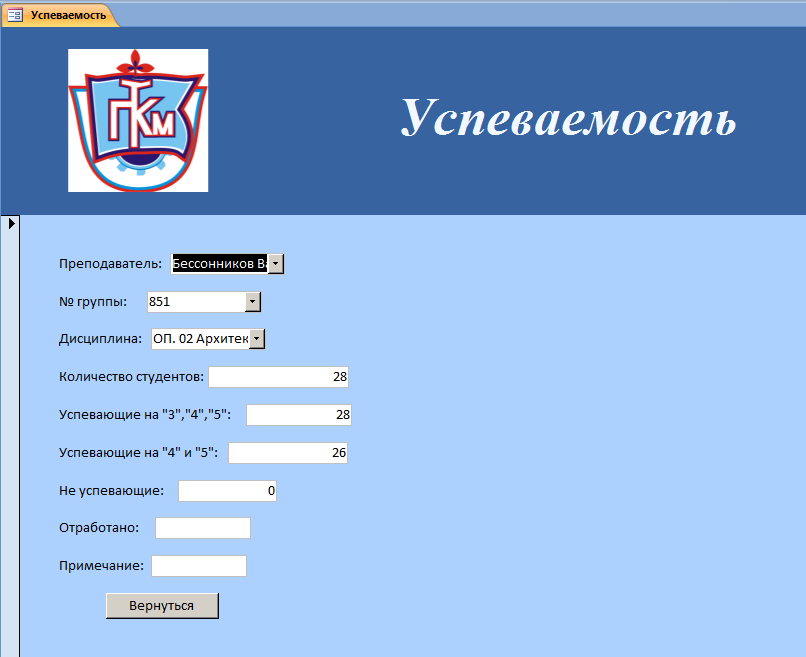 Успеваемость
ГТКМ
Успеваемость
Преподаватель: Бессонников В
№ группы: 851
Дисциплина: ОП. 02 Архитек
Количество студентов: 28
Успевающие на "3","4","5": 28
Успевающие на "4" и "5": 26
Не успевающие: 0
Отработано:
Примечание:
Вернуться